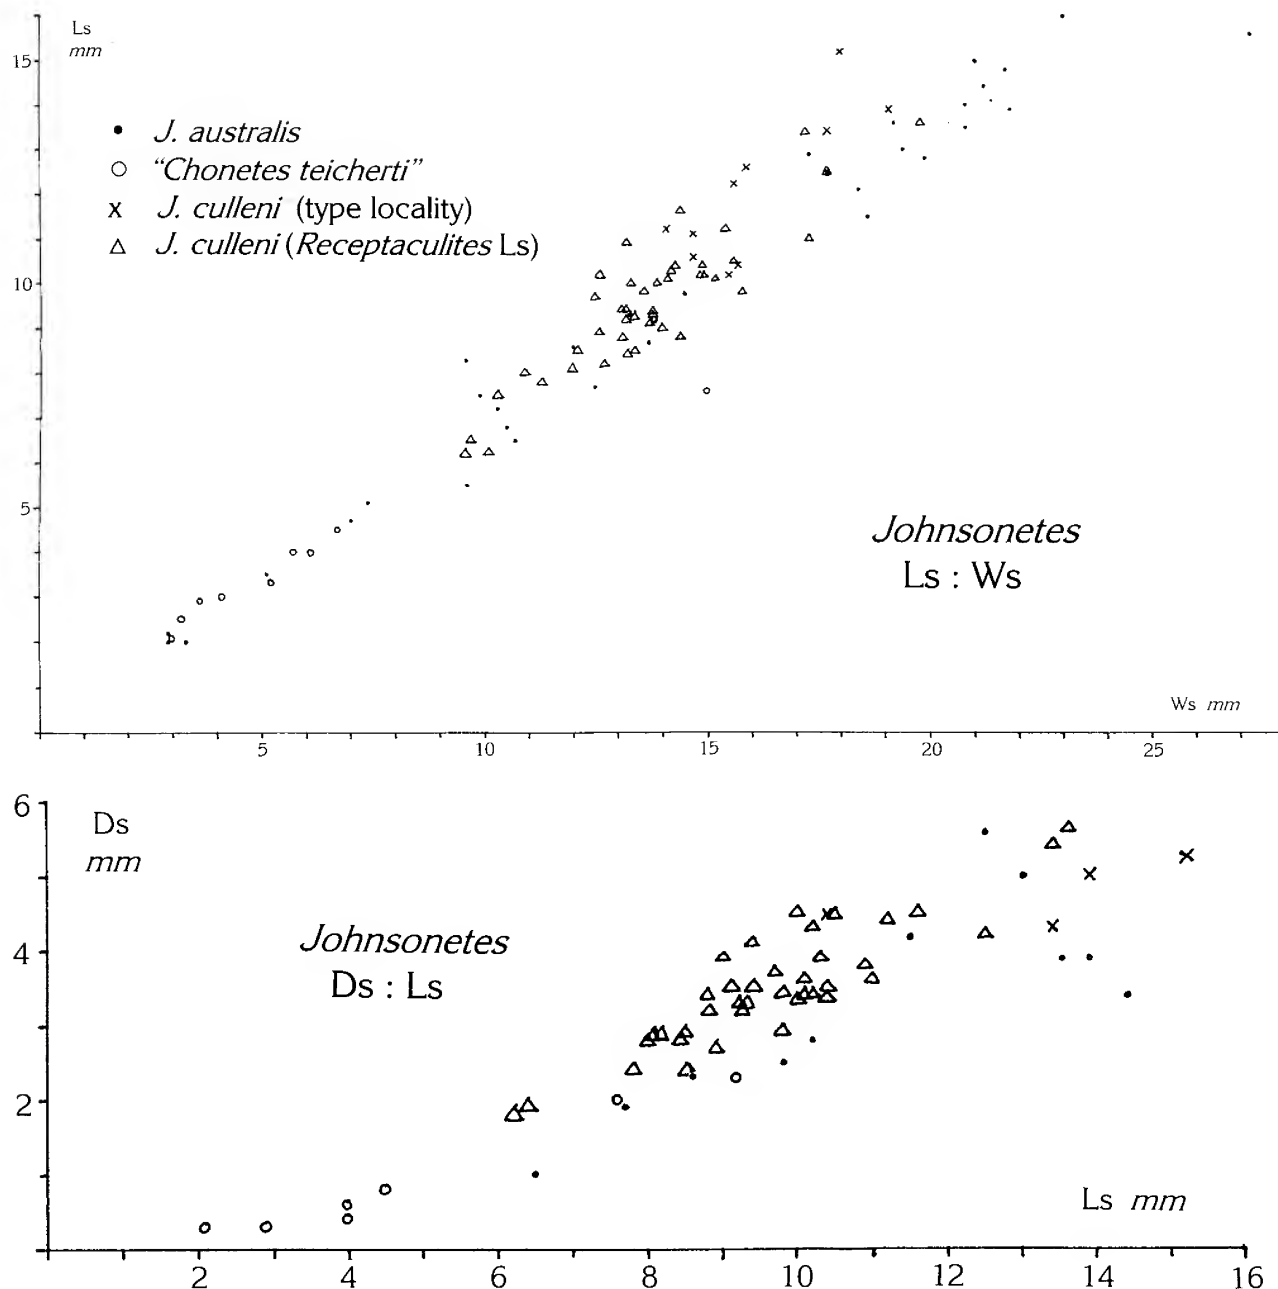 Ls
mm
15
• J. australis
○ “Chonetes teicherti”
x J. culleni (type locality)
△ J. culleni (Receptaculites Ls)
10
5
Johnsonetes
Ls : Ws
Ws mm
5 10 15 20 25
6
Ds
mm
Johnsonetes
Ds : Ls
4
2
Ls mm
2 4 6 8 10 12 14 16